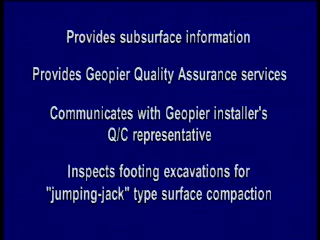 Provides subsurface information
Provides Geopier Quality Assurance services
Communicates with Geopier installer's
Q/C representative
Inspects footing excavations for
"jumping-jack" type surface compaction